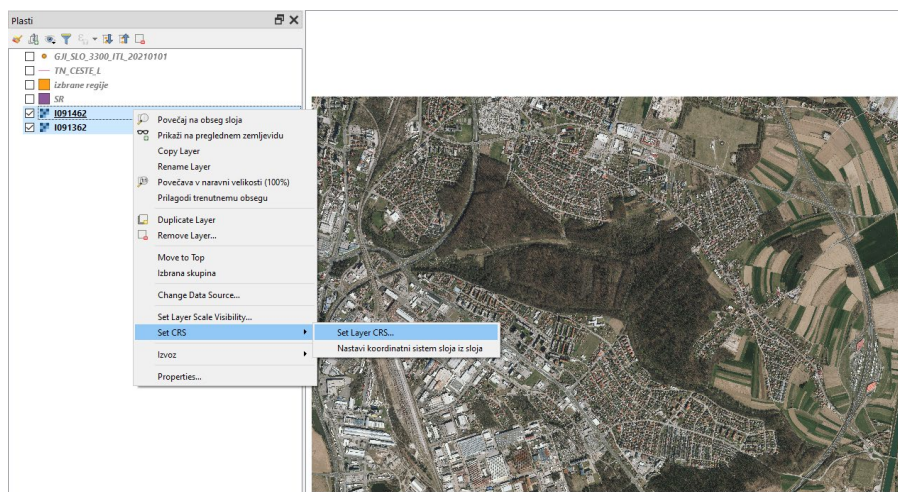 Plasti
GJI_SLO_3300_ITL_20210101
TN_CESTE_L
izbrane regije
SR
I091462
I091362
Povečaj na obseg sloja
Prikaži na preglednem zemljevidu
Copy Layer
Rename Layer
Povečava v naravni velikosti (100%)
Prilagodi trenutnemu obsegu
Duplicate Layer
Remove Layer...
Move to Top
Izbrana skupina
Change Data Source...
Set Layer Scale Visibility...
Set CRS
Set Layer CRS...
Nastavi koordinatni sistem sloja iz sloja
Izvoz
Properties...